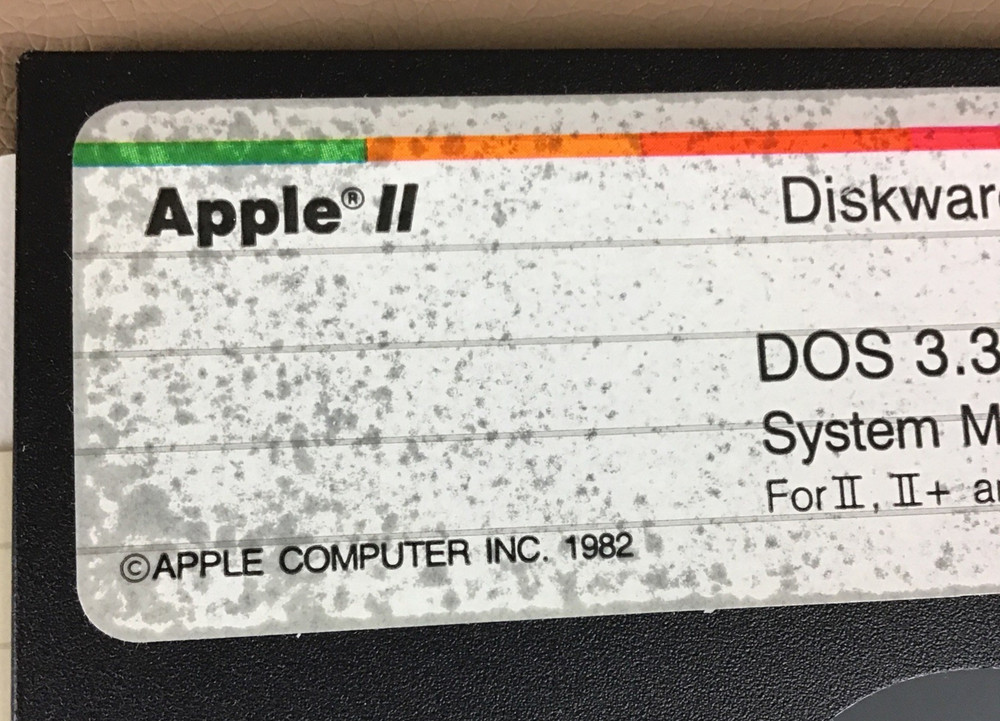 Apple® II
Diskwar
DOS 3.3
System M
For II, II+ a
©APPLE COMPUTER INC. 1982